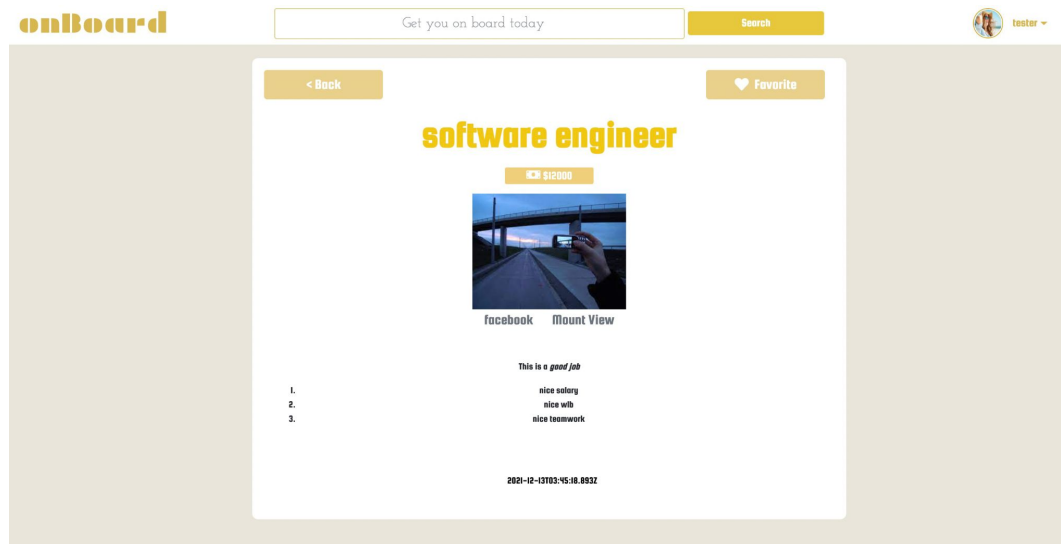 onBoard
Get you on board today
Search
tester
< Back
Favorite
software engineer
$12000
facebook Mount View
This is a good job
1. nice salary
2. nice wlb
3. nice teamwork
2021-12-13T03:45:18.893Z